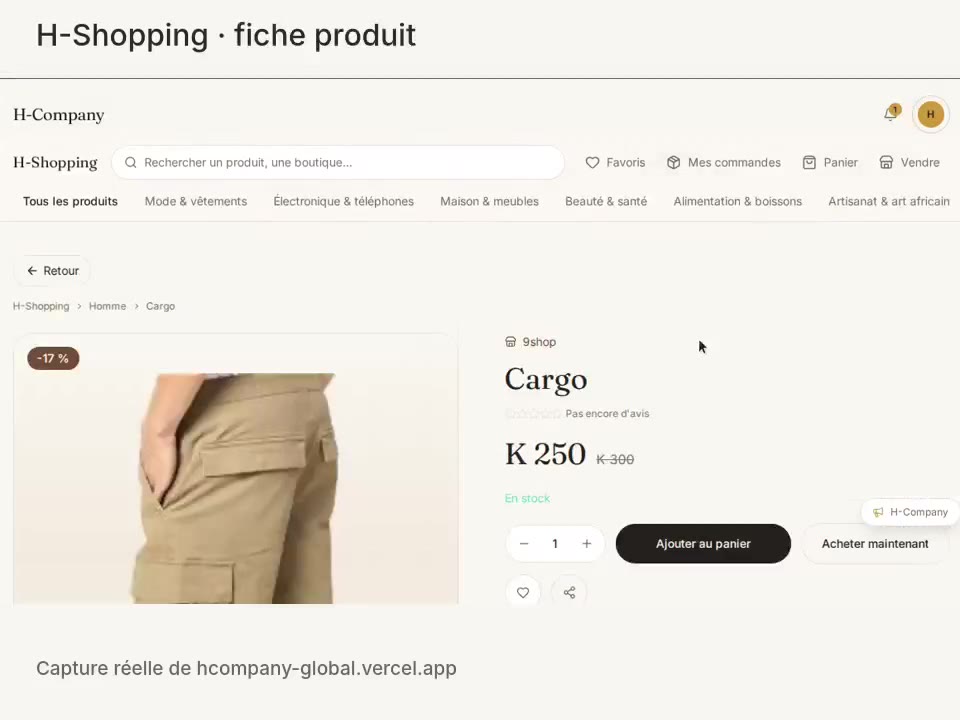 H-Shopping · fiche produit
H-Company
1
H
H-Shopping
Rechercher un produit, une boutique...
Favoris
Mes commandes
Panier
Vendre
Tous les produits
Mode & vêtements
Électronique & téléphones
Maison & meubles
Beauté & santé
Alimentation & boissons
Artisanat & art africain
Retour
H-Shopping > Homme > Cargo
-17 %
9shop
Cargo
Pas encore d'avis
K 250 K 300
En stock
H-Company
− 1 +
Ajouter au panier
Acheter maintenant
Capture réelle de hcompany-global.vercel.app